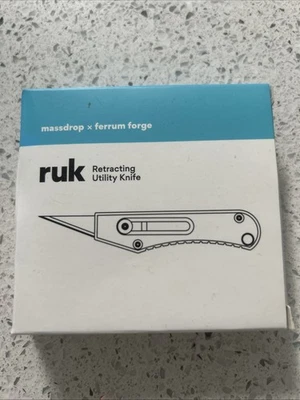 massdrop × ferrum forge
ruk Retracting
Utility Knife